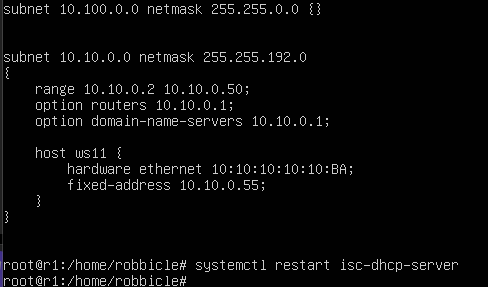 subnet 10.100.0.0 netmask 255.255.0.0 {}
subnet 10.10.0.0 netmask 255.255.192.0
{
range 10.10.0.2 10.10.0.50;
option routers 10.10.0.1;
option domain-name-servers 10.10.0.1;
host ws11 {
hardware ethernet 10:10:10:10:10:BA;
fixed-address 10.10.0.55;
}
}
root@r1:/home/robbicle# systemctl restart isc-dhcp-server
root@r1:/home/robbicle#